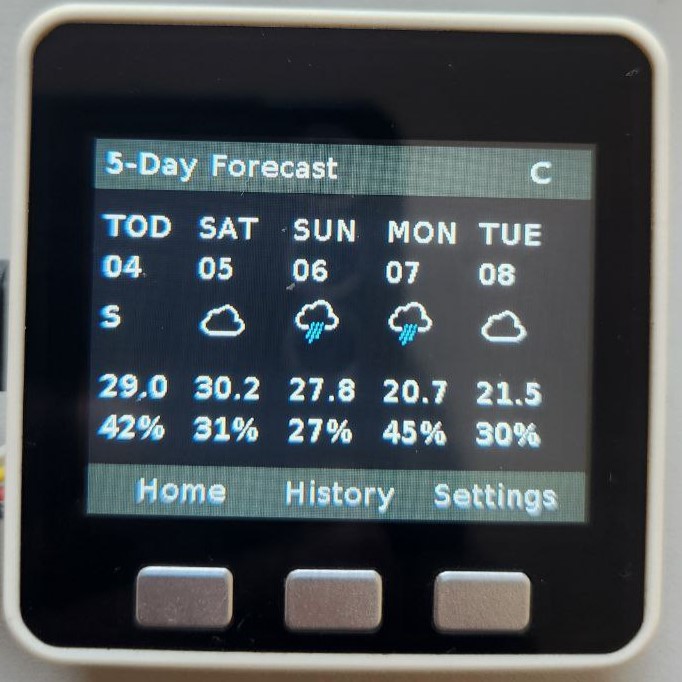 5-Day Forecast C
TOD SAT SUN MON TUE
04 05 06 07 08
S
29.0 30.2 27.8 20.7 21.5
42% 31% 27% 45% 30%
Home History Settings